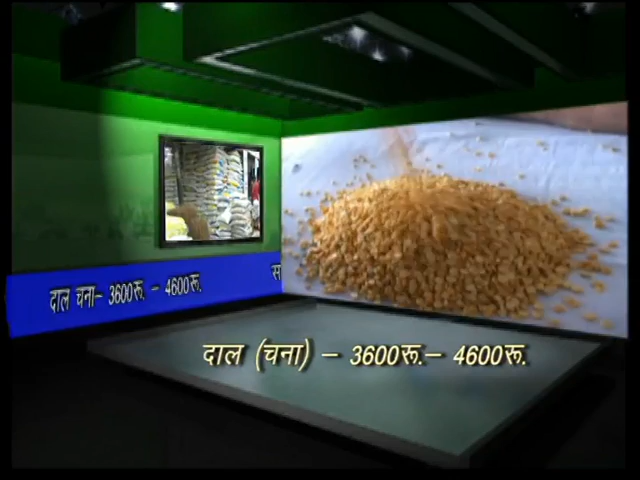 दाल चना- 3600रू. - 4600रू.
स
दाल (चना) - 3600रू.- 4600रू.